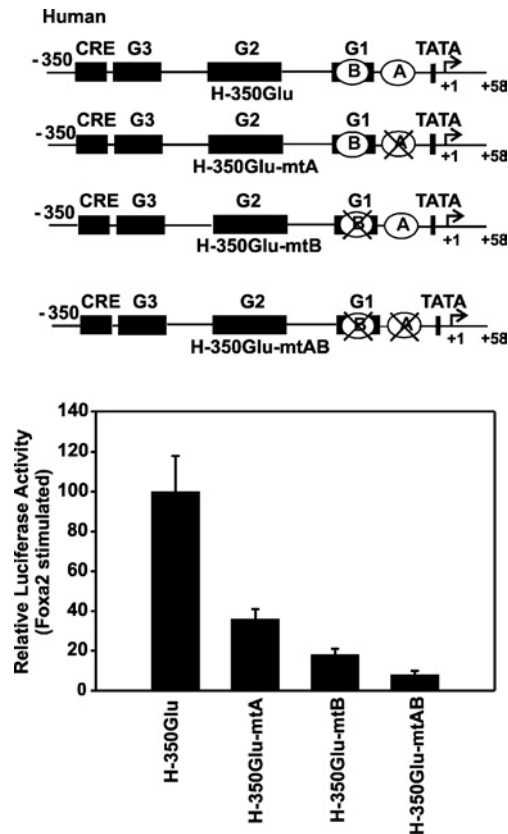 Human
-350 CRE G3 G2 G1 TATA
B A
+1 +58
H-350Glu
-350 CRE G3 G2 G1 TATA
B A
+1 +58
H-350Glu-mtA
-350 CRE G3 G2 G1 TATA
B A
+1 +58
H-350Glu-mtB
-350 CRE G3 G2 G1 TATA
B A
+1 +58
H-350Glu-mtAB
Relative Luciferase Activity
(Foxa2 stimulated)
140
120
100
80
60
40
20
0
H-350Glu
H-350Glu-mtA
H-350Glu-mtB
H-350Glu-mtAB